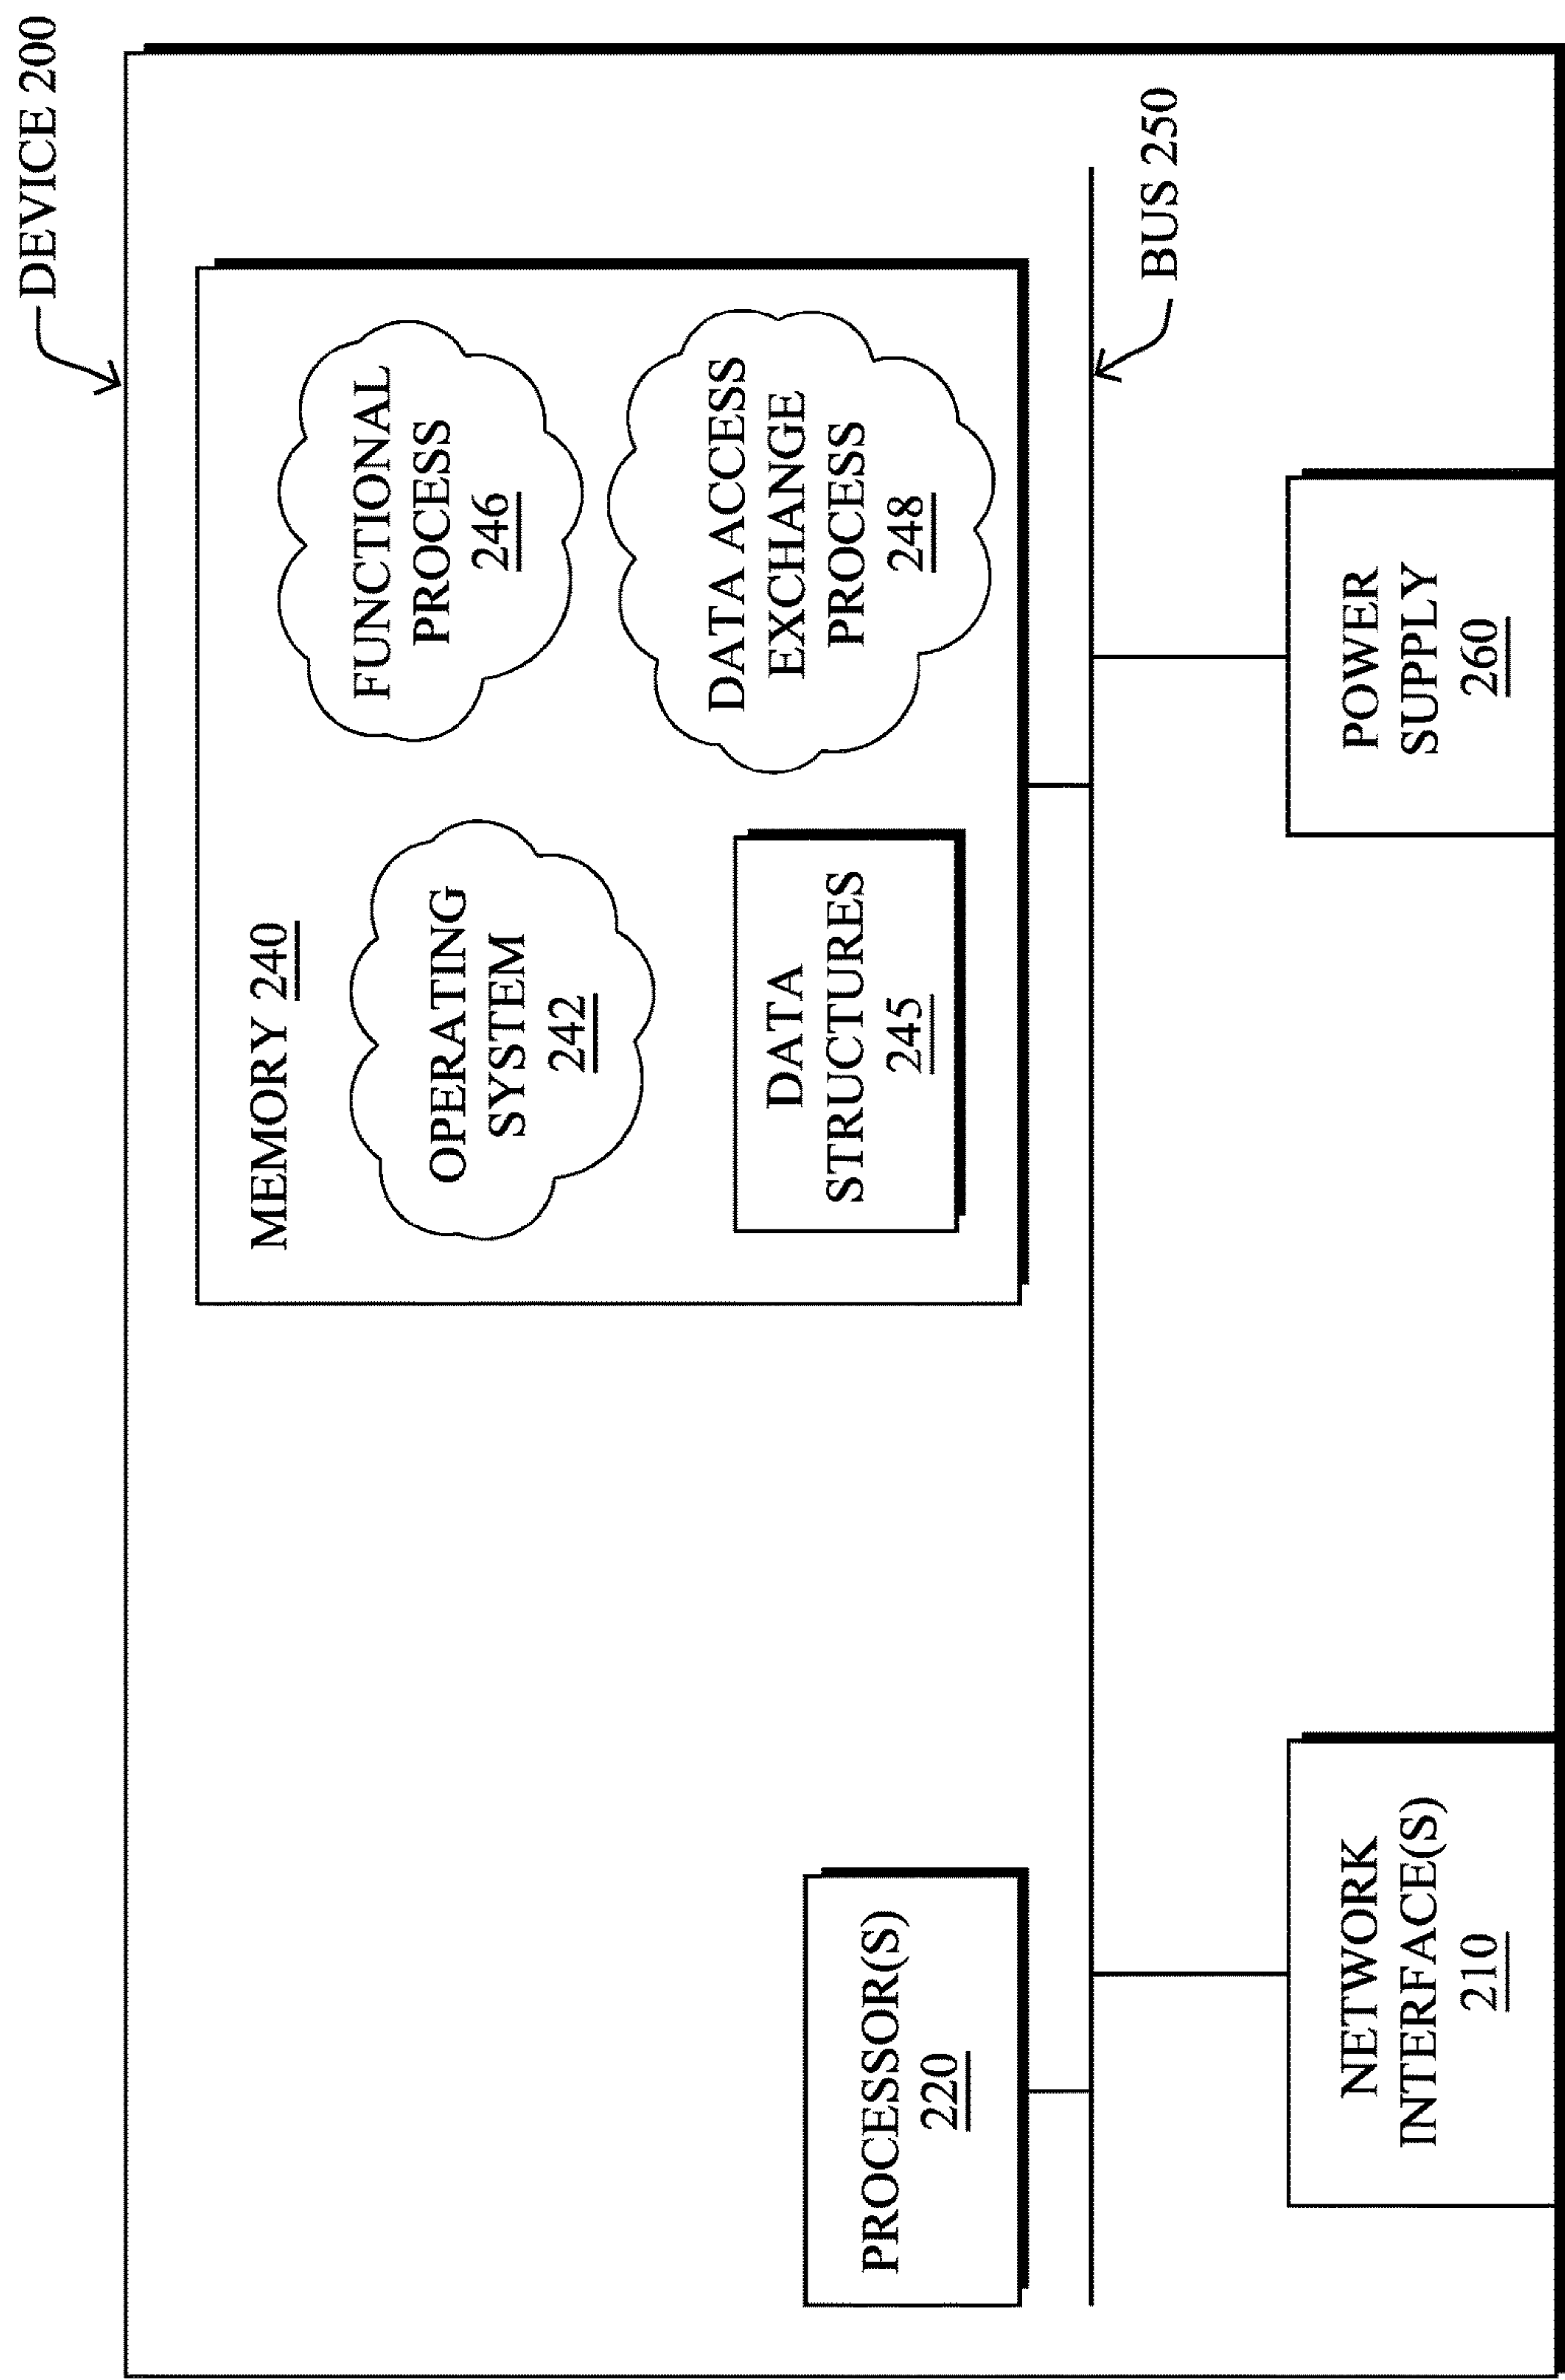 DEVICE 200
MEMORY 240
OPERATING
SYSTEM
242
FUNCTIONAL
PROCESS
246
DATA
STRUCTURES
245
DATA ACCESS
EXCHANGE
PROCESS
248
PROCESSOR(S)
220
BUS 250
NETWORK
INTERFACE(S)
210
POWER
SUPPLY
260